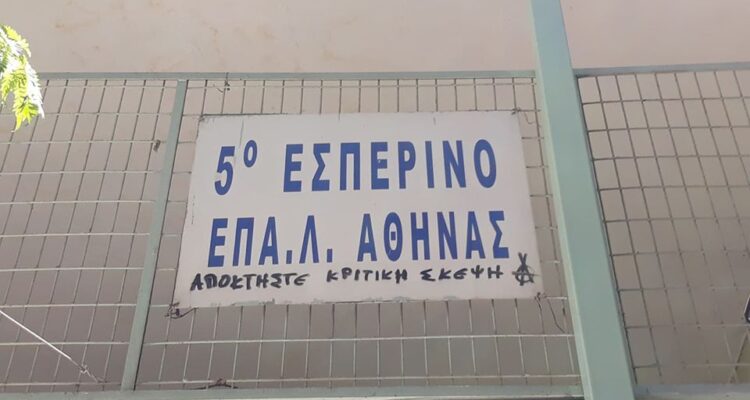 5ο ΕΣΠΕΡΙΝΟ
ΕΠΑ.Λ. ΑΘΗΝΑΣ
ΑΠΟΚΤΗΣΤΕ ΚΡΙΤΙΚΗ ΣΚΕΨΗ